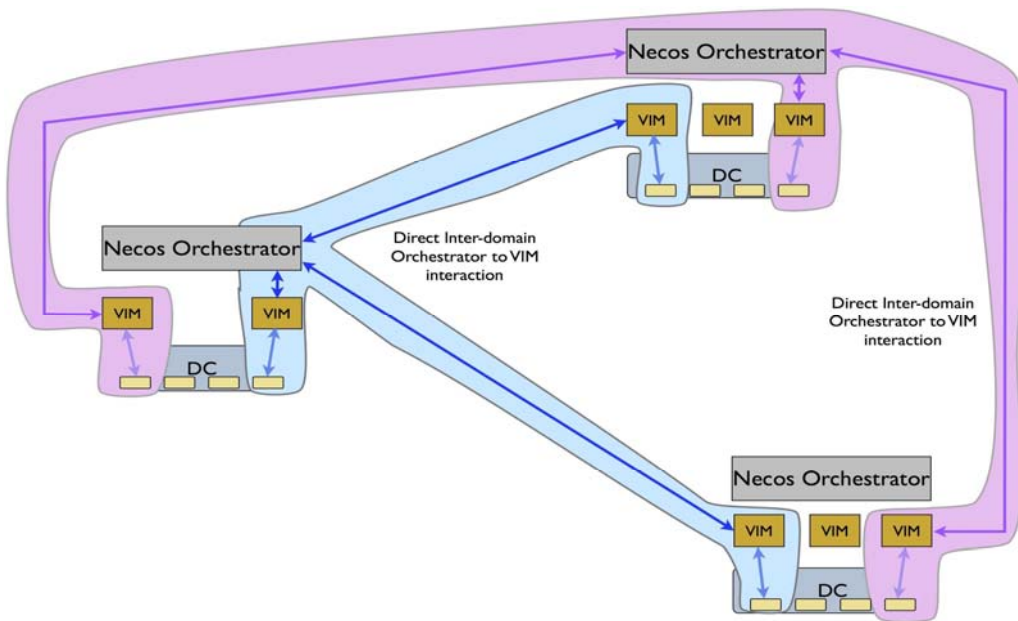 Necos Orchestrator
VIM
VIM
VIM
DC
Necos Orchestrator
Direct Inter-domain
Orchestrator to VIM
interaction
VIM
VIM
DC
Direct Inter-domain
Orchestrator to VIM
interaction
Necos Orchestrator
VIM
VIM
VIM
DC